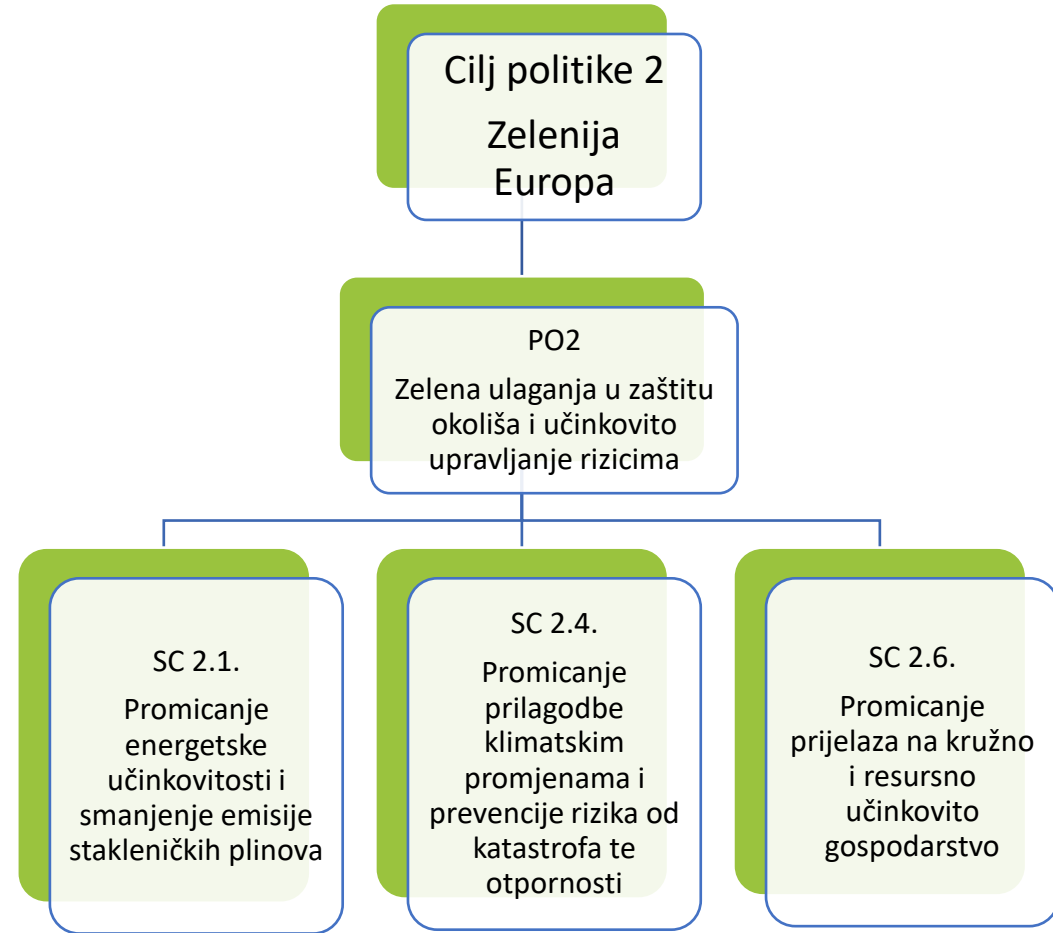 Cilj politike 2
Zelenija
Europa
PO2
Zelena ulaganja u zaštitu
okoliša i učinkovito
upravljanje rizicima
SC 2.1.
Promicanje
energetske
učinkovitosti i
smanjenje emisije
stakleničkih plinova
SC 2.4.
Promicanje
prilagodbe
klimatskim
promjenama i
prevencije rizika od
katastrofa te
otpornosti
SC 2.6.
Promicanje
prijelaza na kružno
i resursno
učinkovito
gospodarstvo